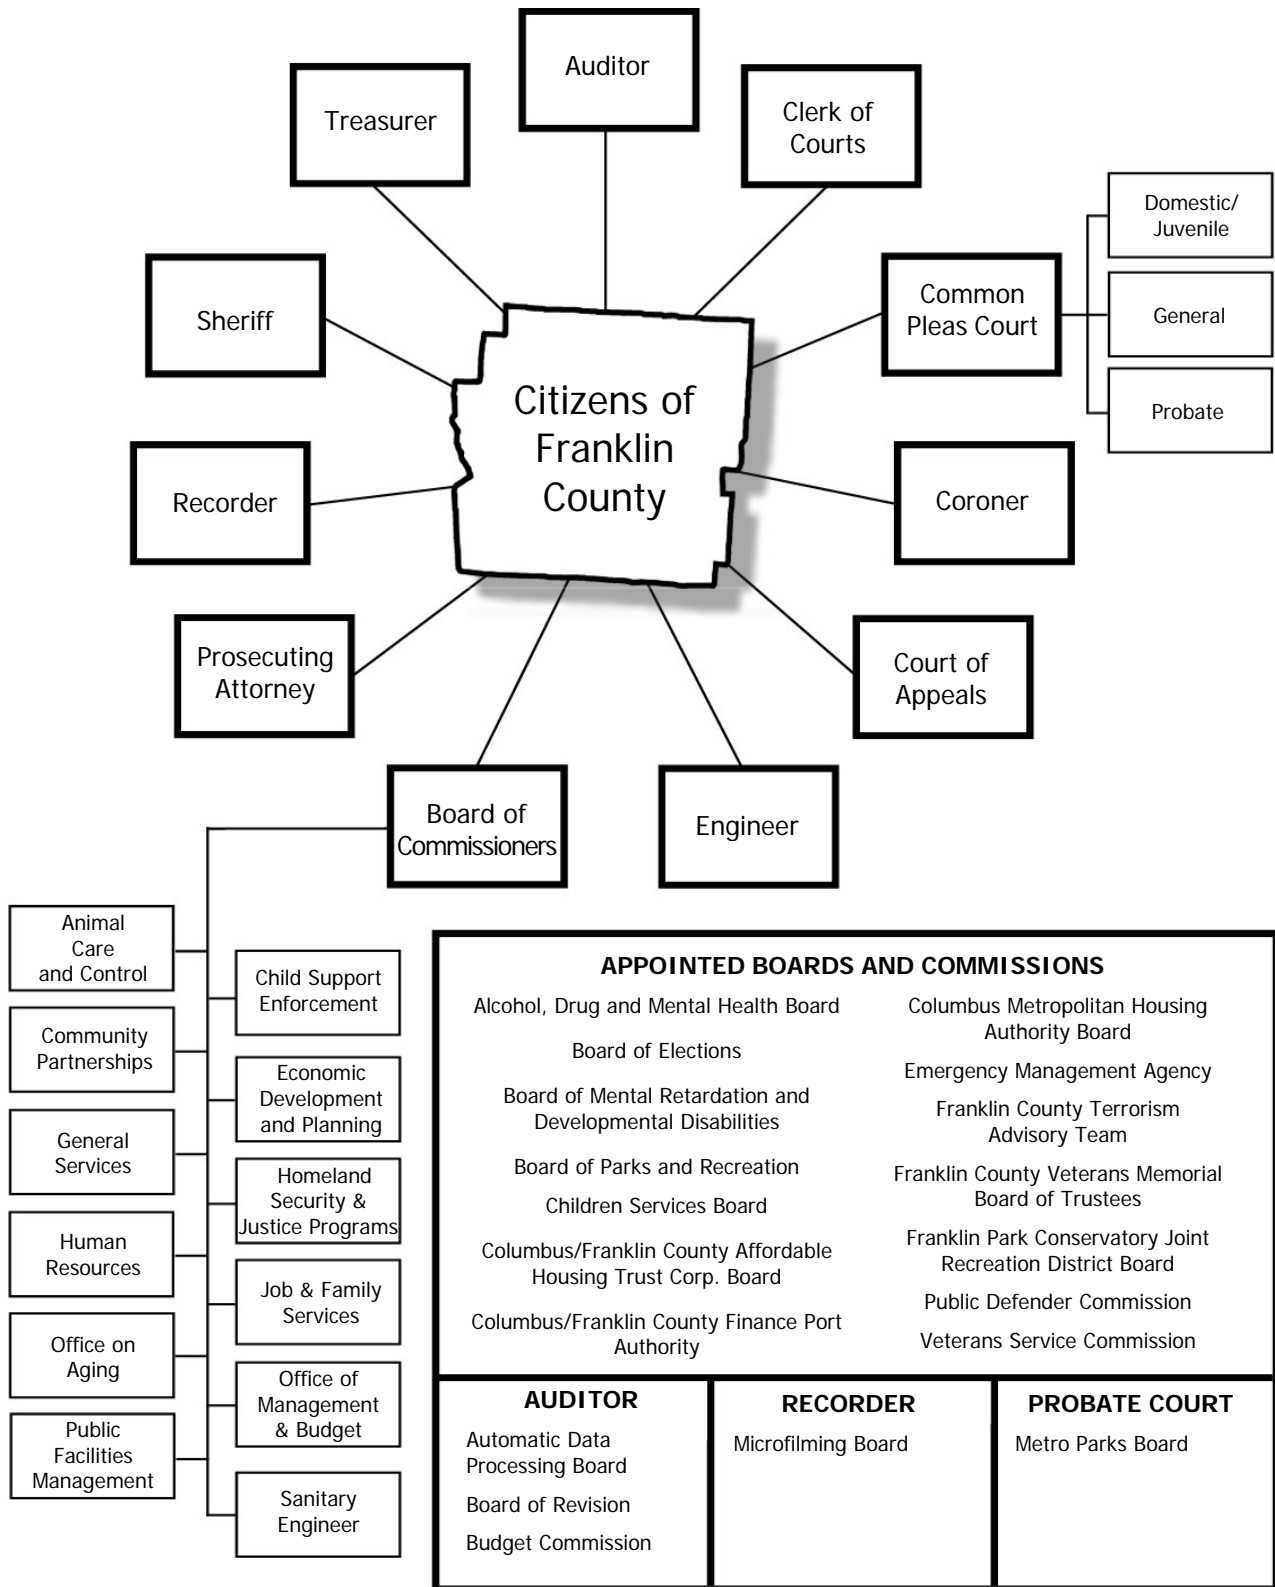 Auditor
Treasurer
Clerk of
Courts
Domestic/
Juvenile
Common
Pleas Court
General
Probate
Sheriff
Citizens of
Franklin
County
Recorder
Coroner
Prosecuting
Attorney
Court of
Appeals
Board of
Commissioners
Engineer
Animal
Care
and Control
Community
Partnerships
General
Services
Human
Resources
Office on
Aging
Public
Facilities
Management
Child Support
Enforcement
Economic
Development
and Planning
Homeland
Security &
Justice Programs
Job & Family
Services
Office of
Management
& Budget
Sanitary
Engineer
APPOINTED BOARDS AND COMMISSIONS
Alcohol, Drug and Mental Health Board
Board of Elections
Board of Mental Retardation and
Developmental Disabilities
Board of Parks and Recreation
Children Services Board
Columbus/Franklin County Affordable
Housing Trust Corp. Board
Columbus/Franklin County Finance Port
Authority
Columbus Metropolitan Housing
Authority Board
Emergency Management Agency
Franklin County Terrorism
Advisory Team
Franklin County Veterans Memorial
Board of Trustees
Franklin Park Conservatory Joint
Recreation District Board
Public Defender Commission
Veterans Service Commission
AUDITOR
Automatic Data
Processing Board
Board of Revision
Budget Commission
RECORDER
Microfilming Board
PROBATE COURT
Metro Parks Board